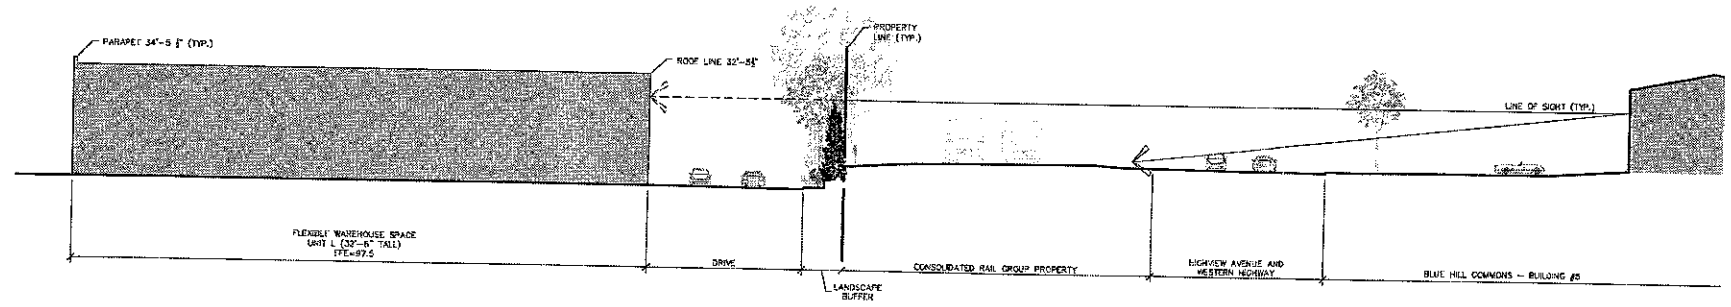 PARAPET 34'-5 ½" (TYP.)
PROPERTY
LINE (TYP.)
ROOF LINE 32'-5½"
LINE OF SIGHT (TYP.)
FLEXIBLE WAREHOUSE SPACE
UNIT L (32'-6" TALL)
FFE=97.5
DRIVE
LANDSCAPE
BUFFER
CONSOLIDATED RAIL GROUP PROPERTY
HIGHVIEW AVENUE AND
WESTERN HIGHWAY
BLUE HILL COMMONS - BUILDING #5